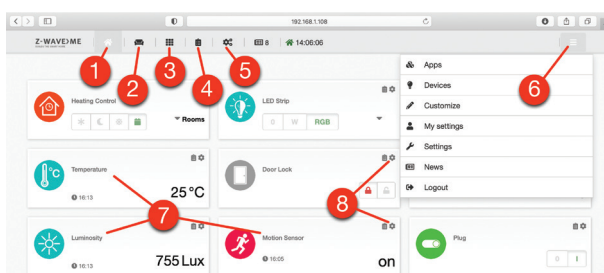 192.168.1.108
Z-WAVE>ME
8 14:06:06
1
2
3
4
5
6
Apps
Devices
Customize
My settings
Settings
News
Logout
Heating Control
Rooms
LED Strip
0 W RGB
Temperature
16:13
25 °C
Door Lock
7
8
Luminosity
16:13
755 Lux
Motion Sensor
16:05
on
Plug
0 I